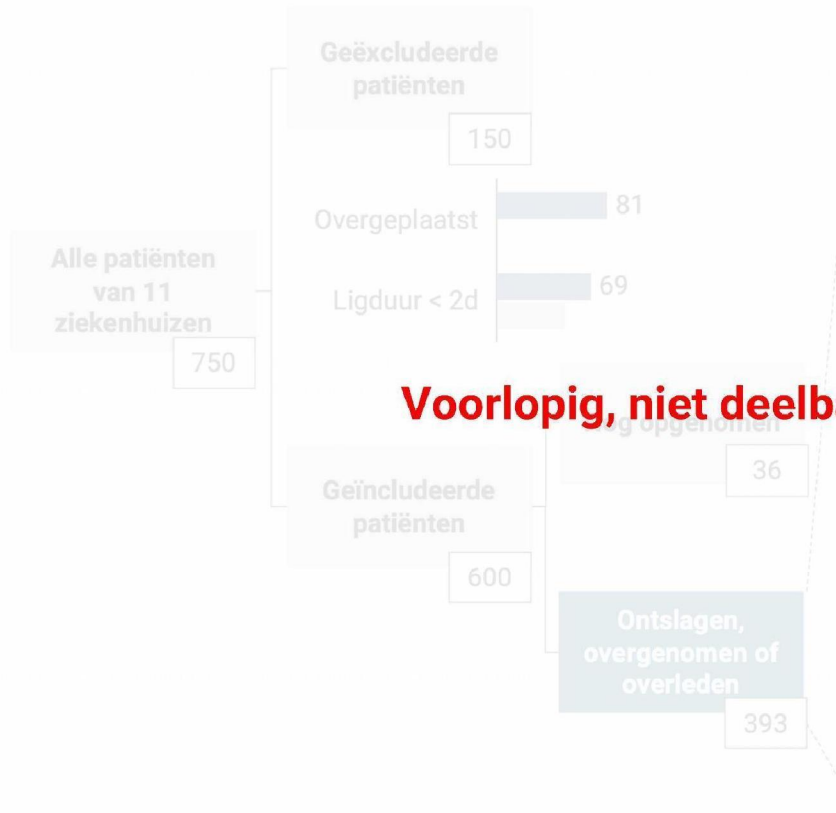 Geëxcludeerde
patiënten
150
Overgeplaatst
81
Ligduur < 2d
69
Alle patiënten
van 11
ziekenhuizen
750
Voorlopig, niet
opgenomen
36
Geïncludeerde
patiënten
600
Ontslagen,
overgenomen of
overleden
393